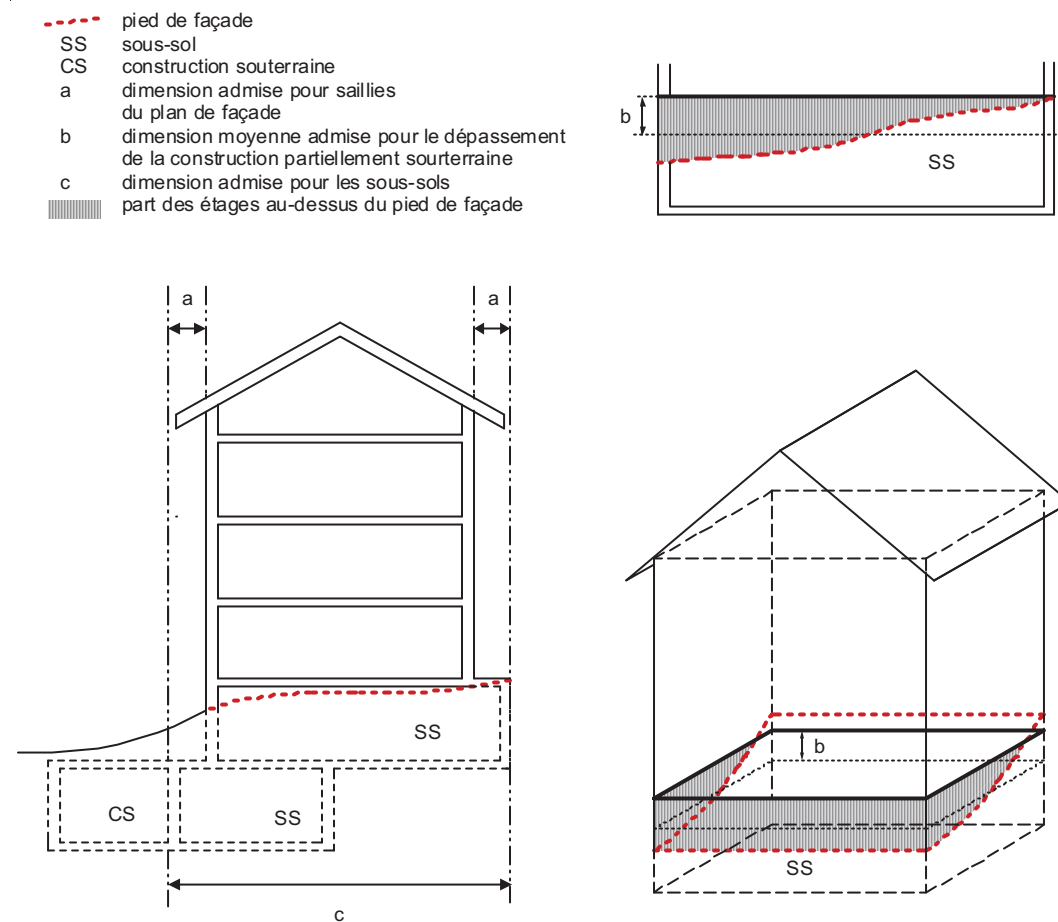 pied de façade
SS sous-sol
CS construction souterraine
a dimension admise pour saillies
du plan de façade
b dimension moyenne admise pour le dépassement
de la construction partiellement sourterraine
c dimension admise pour les sous-sols
part des étages au-dessus du pied de façade
b
SS
a a
SS
CS SS
c
b
SS